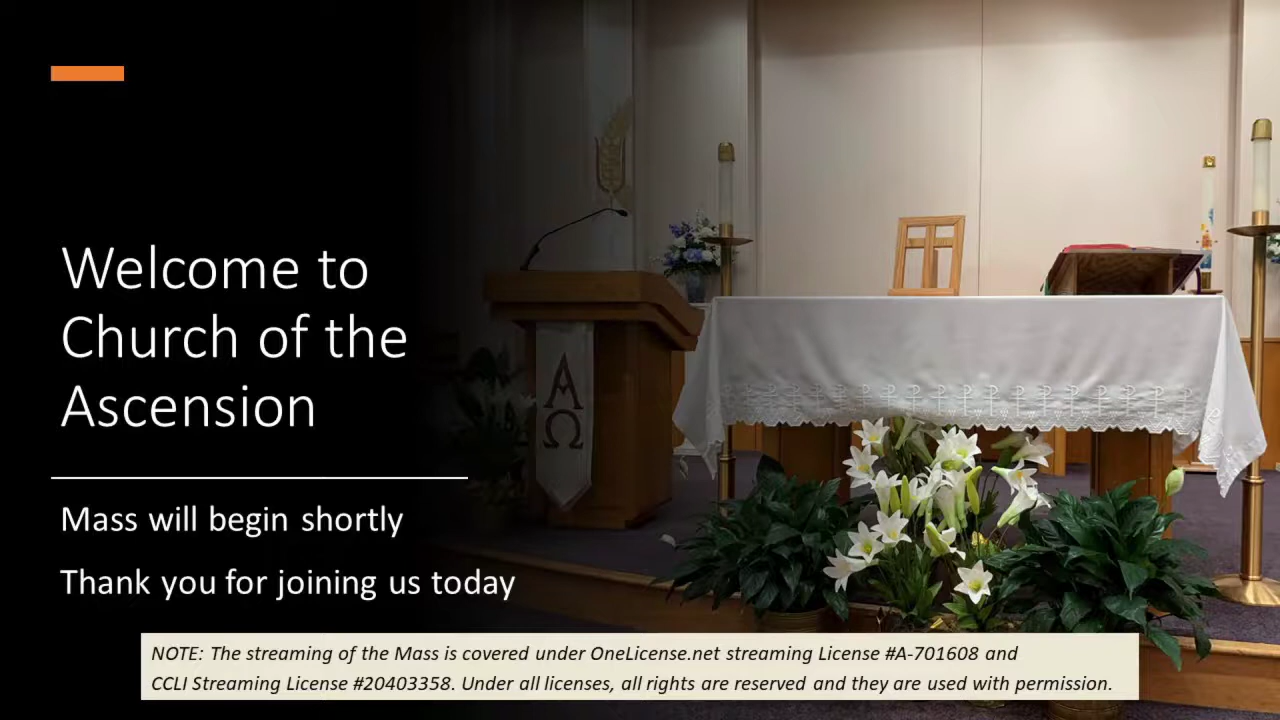 Welcome to
Church of the
Ascension
Mass will begin shortly
Thank you for joining us today
Α
Ω
NOTE: The streaming of the Mass is covered under OneLicense.net streaming License #A-701608 and
CCLI Streaming License #20403358. Under all licenses, all rights are reserved and they are used with permission.